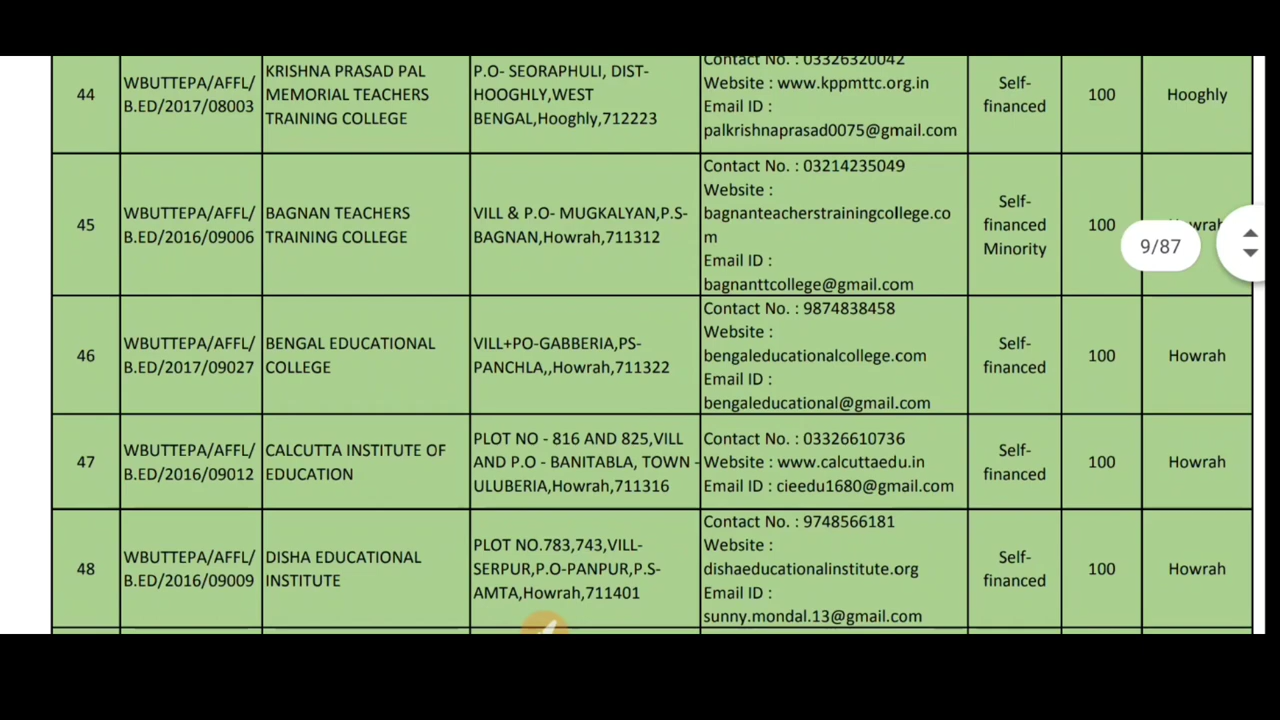 44
WBUTTEPA/AFFL/
B.ED/2017/08003
KRISHNA PRASAD PAL
MEMORIAL TEACHERS
TRAINING COLLEGE
P.O- SEORAPHULI, DIST-
HOOGHLY,WEST
BENGAL,Hooghly,712223
Contact No. : 03326320042
Website : www.kppmttc.org.in
Email ID :
palkrishnaprasad0075@gmail.com
Self-
financed
100
Hooghly
45
WBUTTEPA/AFFL/
B.ED/2016/09006
BAGNAN TEACHERS
TRAINING COLLEGE
VILL & P.O- MUGKALYAN,P.S-
BAGNAN,Howrah,711312
Contact No. : 03214235049
Website :
bagnanteacherstrainingcollege.co
m
Email ID :
bagnanttcollege@gmail.com
Self-
financed
Minority
100
9/87
46
WBUTTEPA/AFFL/
B.ED/2017/09027
BENGAL EDUCATIONAL
COLLEGE
VILL+PO-GABBERIA,PS-
PANCHLA,,Howrah,711322
Contact No. : 9874838458
Website :
bengaleducationalcollege.com
Email ID :
bengaleducational@gmail.com
Self-
financed
100
Howrah
47
WBUTTEPA/AFFL/
B.ED/2016/09012
CALCUTTA INSTITUTE OF
EDUCATION
PLOT NO - 816 AND 825,VILL
AND P.O - BANITABLA, TOWN -
ULUBERIA,Howrah,711316
Contact No. : 03326610736
Website : www.calcuttaedu.in
Email ID : cieedu1680@gmail.com
Self-
financed
100
Howrah
48
WBUTTEPA/AFFL/
B.ED/2016/09009
DISHA EDUCATIONAL
INSTITUTE
PLOT NO.783,743,VILL-
SERPUR,P.O-PANPUR,P.S-
AMTA,Howrah,711401
Contact No. : 9748566181
Website :
dishaeducationalinstitute.org
Email ID :
sunny.mondal.13@gmail.com
Self-
financed
100
Howrah